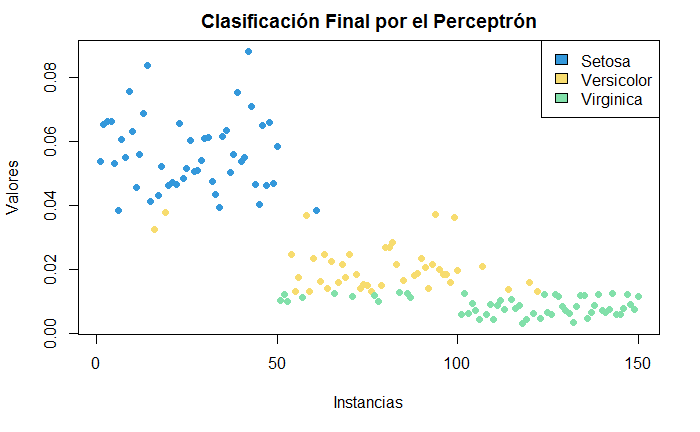 Clasificación Final por el Perceptrón
Setosa
Versicolor
Virginica
Valores
0.08
0.06
0.04
0.02
0.00
0
50
100
150
Instancias